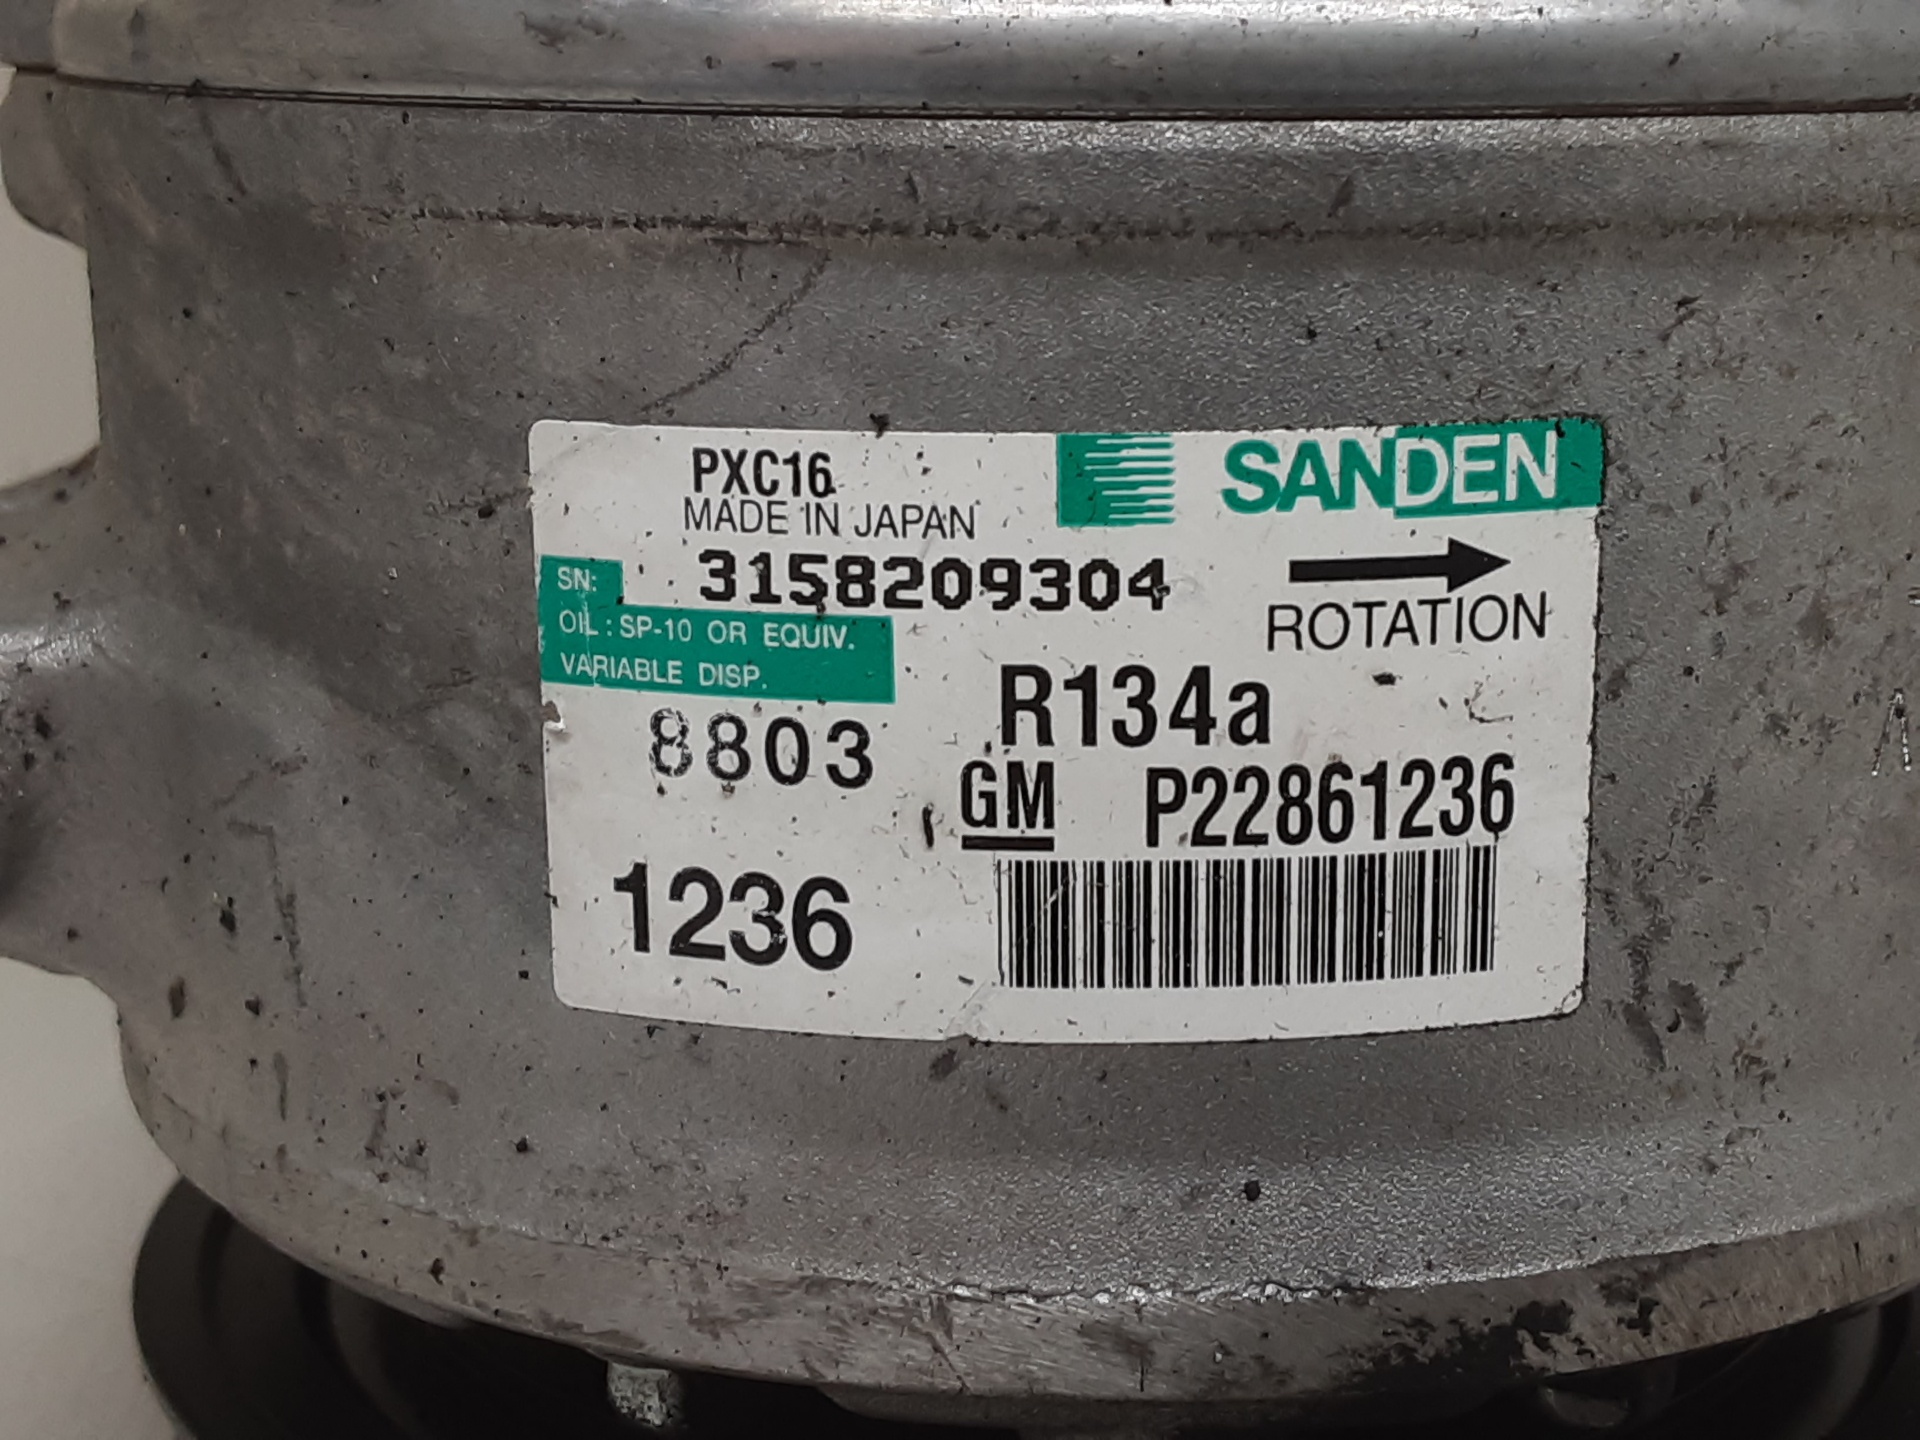 PXC16
MADE IN JAPAN
SANDEN
SN: 3158209304
ROTATION
OIL : SP-10 OR EQUIV.
VARIABLE DISP.
R134a
8803
GM P22861236
1236